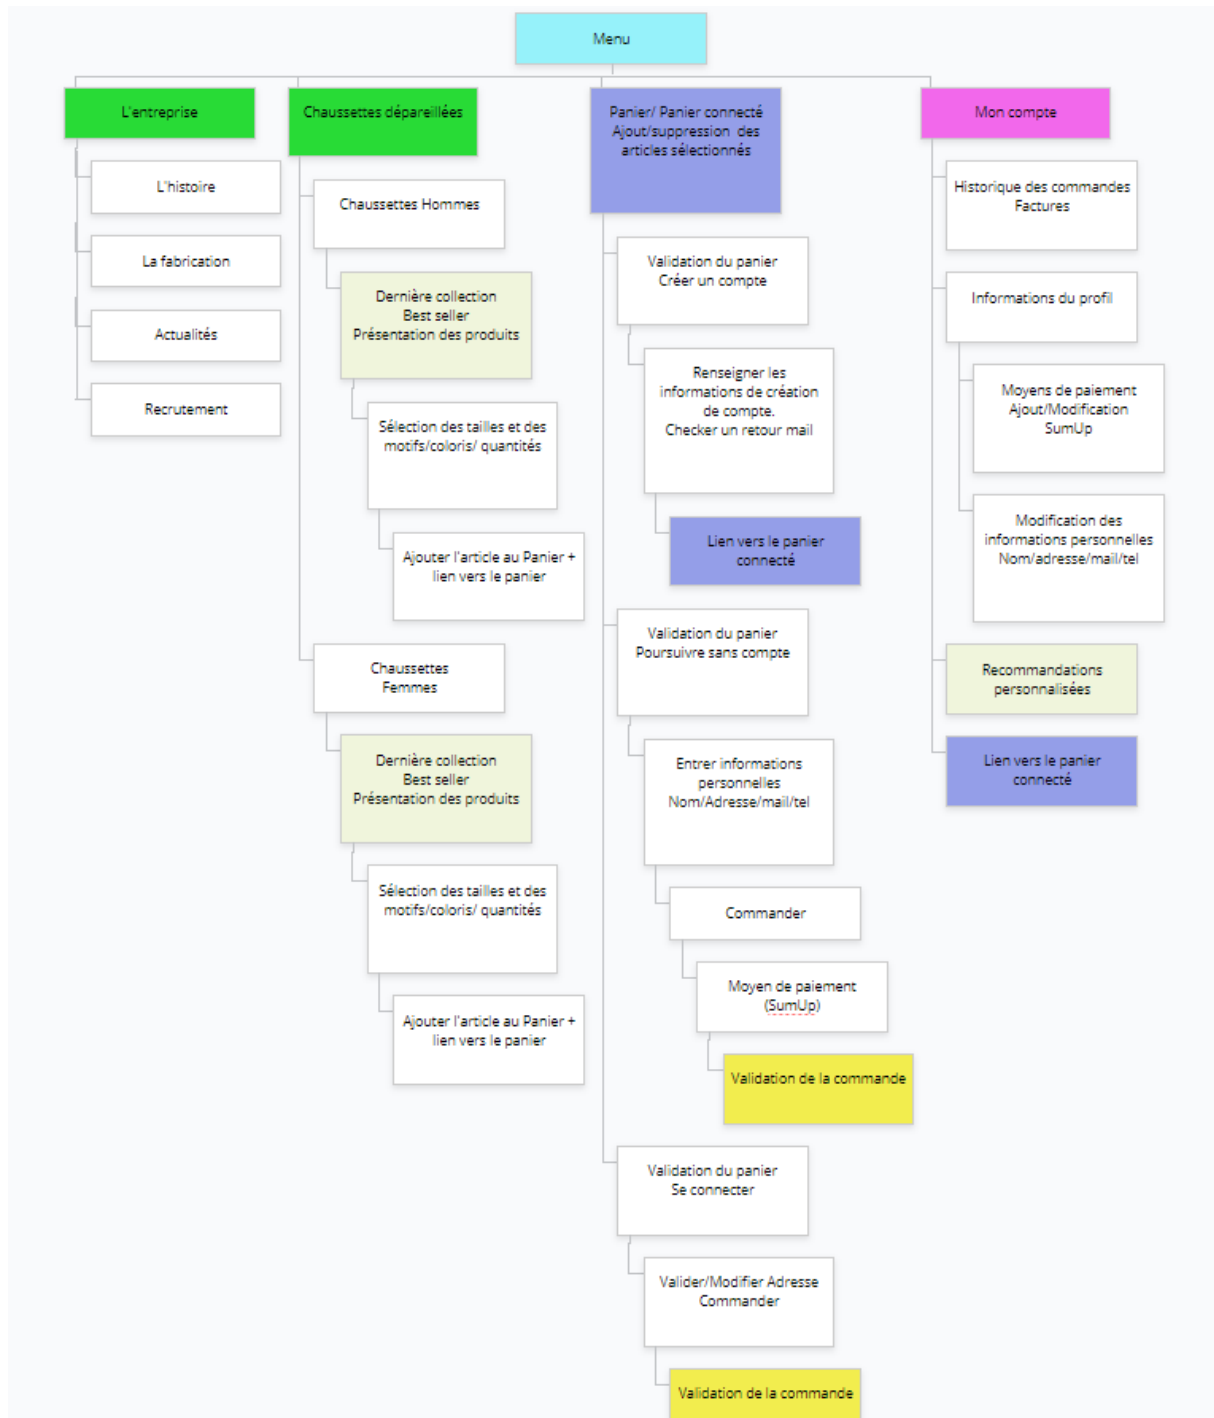 Menu
L'entreprise
L'histoire
La fabrication
Actualités
Recrutement
Chaussettes dépareillées
Chaussettes Hommes
Dernière collection
Best seller
Présentation des produits
Sélection des tailles et des
motifs/coloris/ quantités
Ajouter l'article au Panier +
lien vers le panier
Chaussettes
Femmes
Dernière collection
Best seller
Présentation des produits
Sélection des tailles et des
motifs/coloris/ quantités
Ajouter l'article au Panier +
lien vers le panier
Panier/ Panier connecté
Ajout/suppression des
articles sélectionnés
Validation du panier
Créer un compte
Renseigner les
informations de création
de compte.
Checker un retour mail
Lien vers le panier
connecté
Validation du panier
Poursuivre sans compte
Entrer informations
personnelles
Nom/Adresse/mail/tel
Commander
Moyen de paiement
(SumUp)
Validation de la commande
Validation du panier
Se connecter
Valider/Modifier Adresse
Commander
Validation de la commande
Mon compte
Historique des commandes
Factures
Informations du profil
Moyens de paiement
Ajout/Modification
SumUp
Modification des
informations personnelles
Nom/adresse/mail/tel
Recommandations
personnalisées
Lien vers le panier
connecté